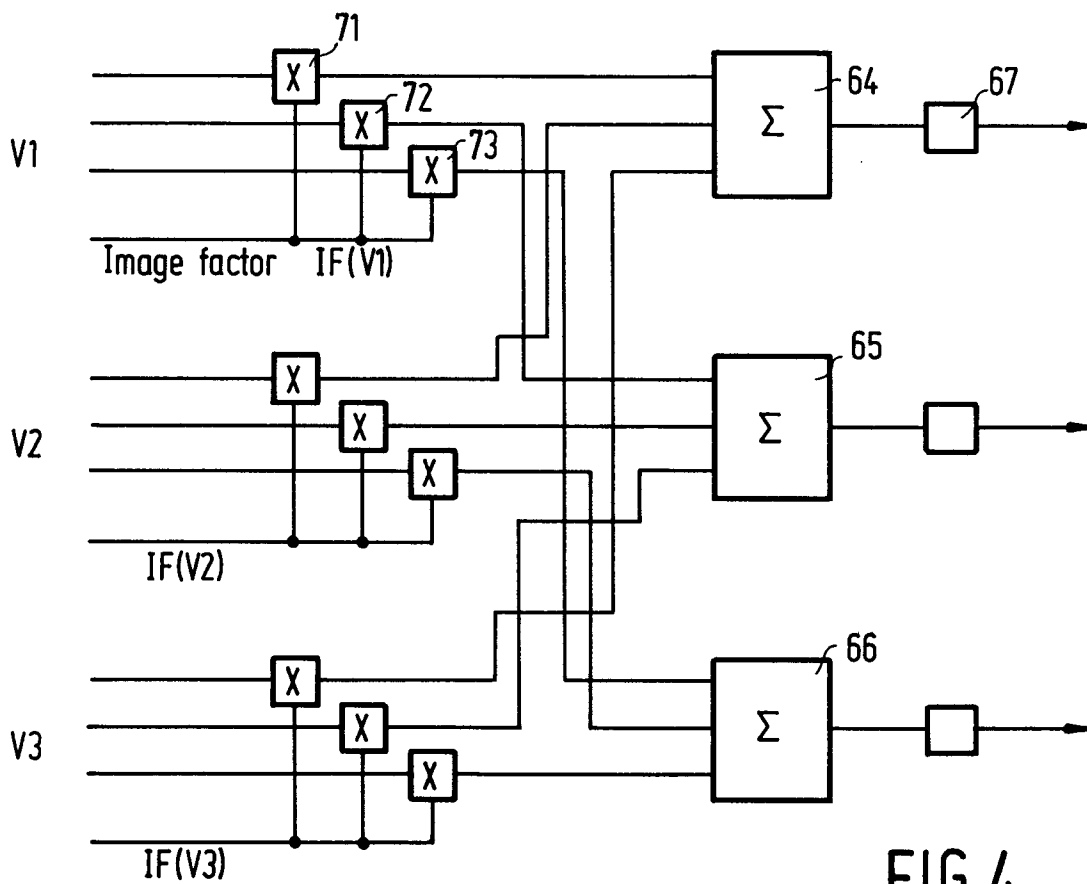 71
X
72
X
73
X
V1
Image factor IF(V1)
Σ
64
67
X
X
X
V2
IF(V2)
Σ
65
X
X
X
V3
IF(V3)
Σ
66
FIG. 4